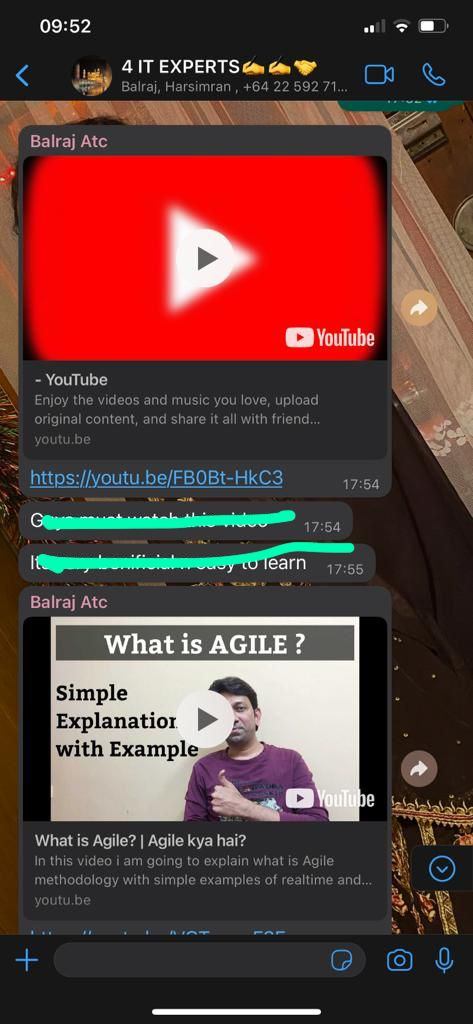 09:52
4 IT EXPERTS✍️✍️🤝
Balraj, Harsimran , +64 22 592 71...
Balraj Atc
YouTube
- YouTube
Enjoy the videos and music you love, upload
original content, and share it all with friend...
youtu.be
https://youtu.be/FB0Bt-HkC3
17:54
17:54
easy to learn
17:55
Balraj Atc
What is AGILE ?
Simple
Explanation
with Example
YouTube
What is Agile? | Agile kya hai?
In this video i am going to explain what is Agile
methodology with simple examples of realtime and...
youtu.be